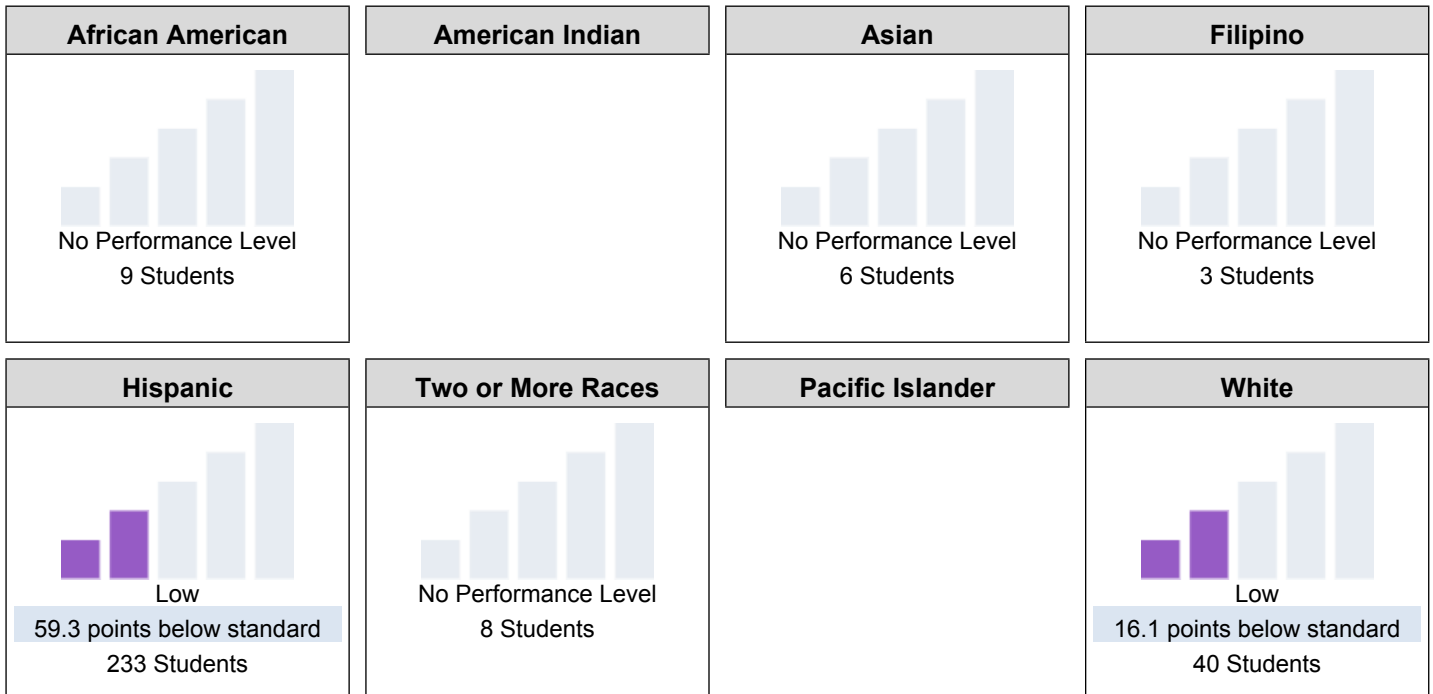 African American
No Performance Level
9 Students
American Indian
Asian
No Performance Level
6 Students
Filipino
No Performance Level
3 Students
Hispanic
Low
59.3 points below standard
233 Students
Two or More Races
No Performance Level
8 Students
Pacific Islander
White
Low
16.1 points below standard
40 Students